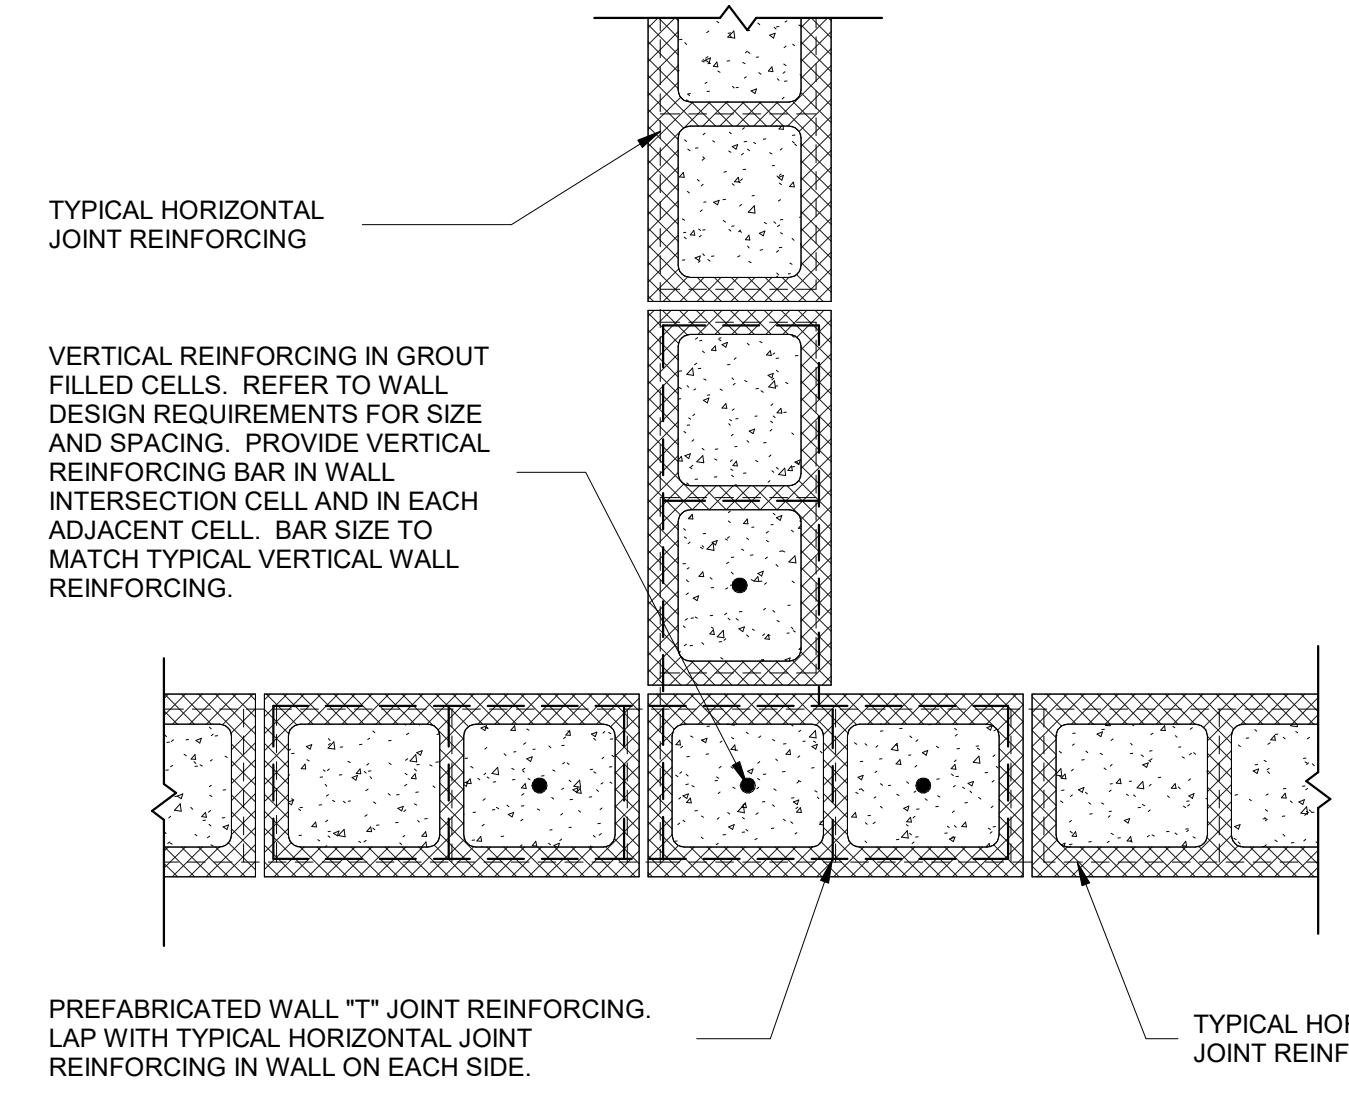 TYPICAL HORIZONTAL
JOINT REINFORCING
VERTICAL REINFORCING IN GROUT
FILLED CELLS.  REFER TO WALL
DESIGN REQUIREMENTS FOR SIZE
AND SPACING.  PROVIDE VERTICAL
REINFORCING BAR IN WALL
INTERSECTION CELL AND IN EACH
ADJACENT CELL.  BAR SIZE TO
MATCH TYPICAL VERTICAL WALL
REINFORCING.
PREFABRICATED WALL "T" JOINT REINFORCING.
LAP WITH TYPICAL HORIZONTAL JOINT
REINFORCING IN WALL ON EACH SIDE.
TYPICAL
JOINT